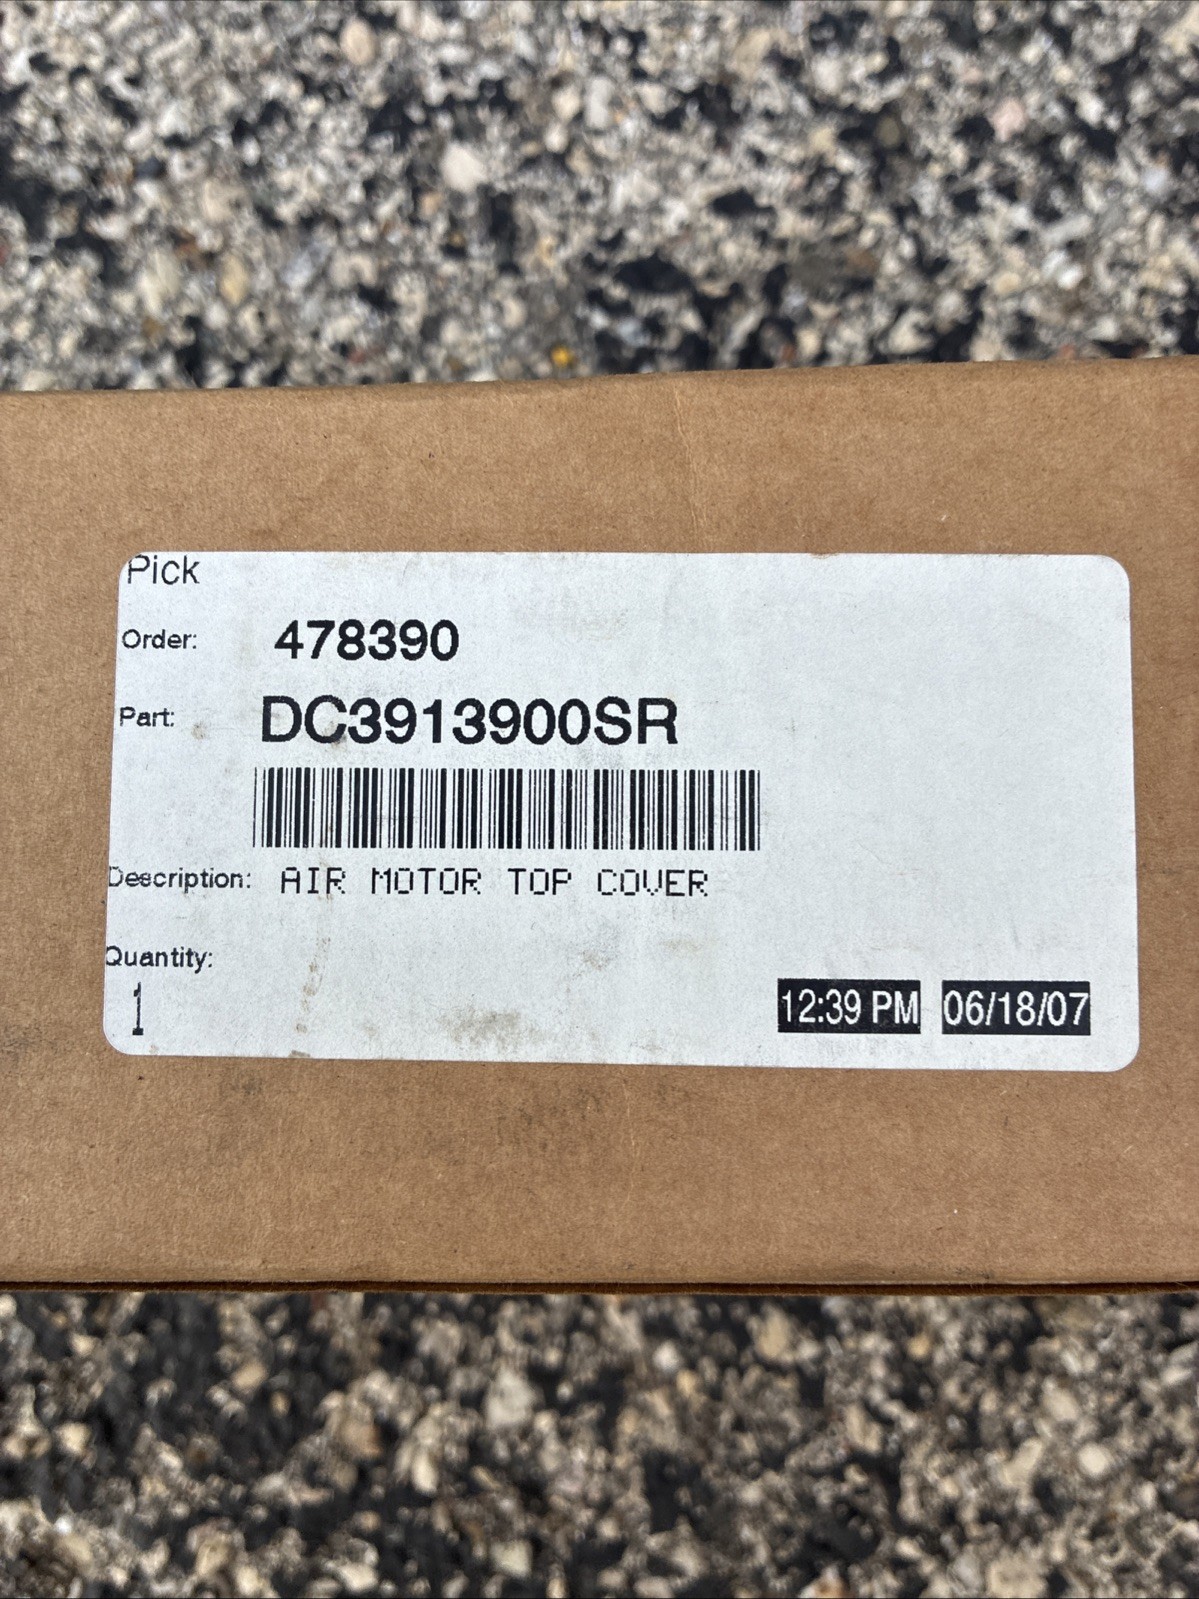 Pick
Order: 478390
Part: DC3913900SR
Description: AIR MOTOR TOP COVER
Quantity:
1
12:39 PM 06/18/07